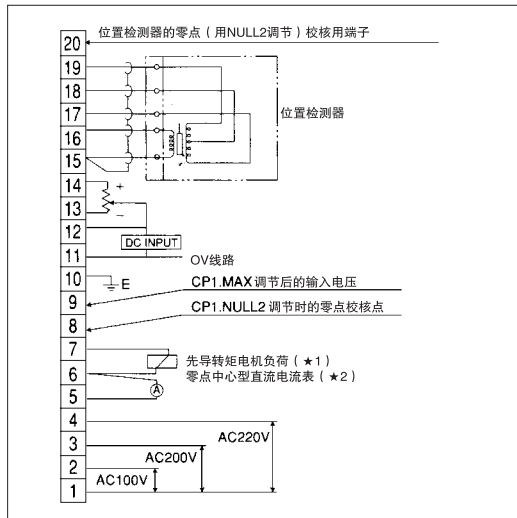 20 位置检测器的零点（用NULL2调节）校核用端子
19
18
17 位置检测器
16
15
14 +
13 −
12 DC INPUT
11 OV线路
10 E
9 CP1.MAX 调节后的输入电压
8 CP1.NULL2 调节时的零点校核点
7 先导转矩电机负荷（★1）
6 零点中心型直流电流表（★2）
5 A
4 AC220V
3 AC200V
2 AC100V
1